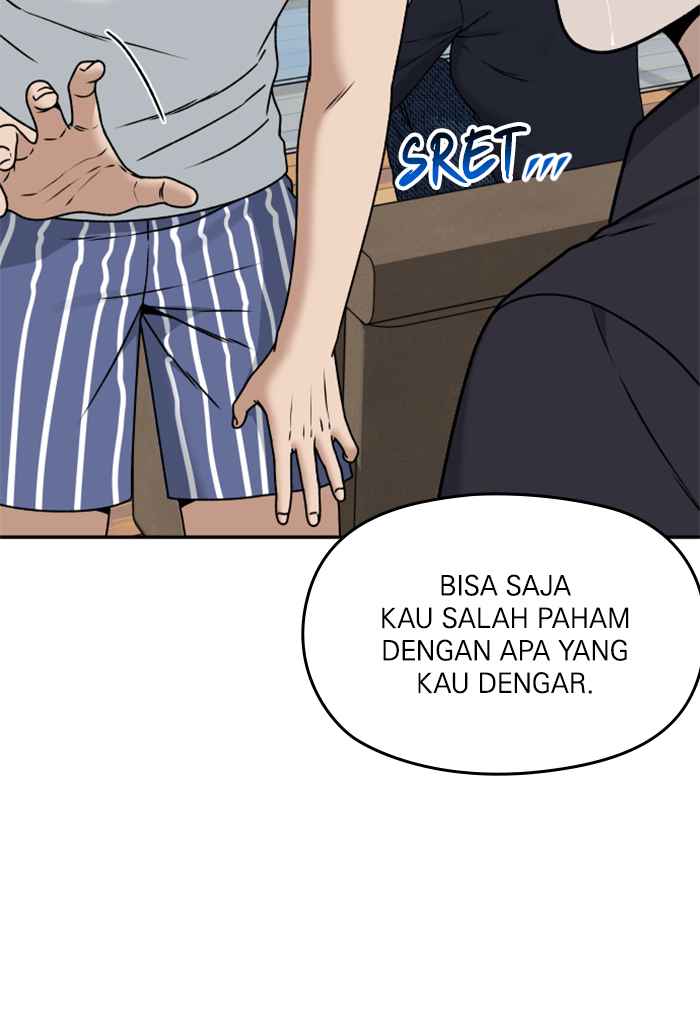 SRET,,,
BISA SAJA
KAU SALAH PAHAM
DENGAN APA YANG
KAU DENGAR.